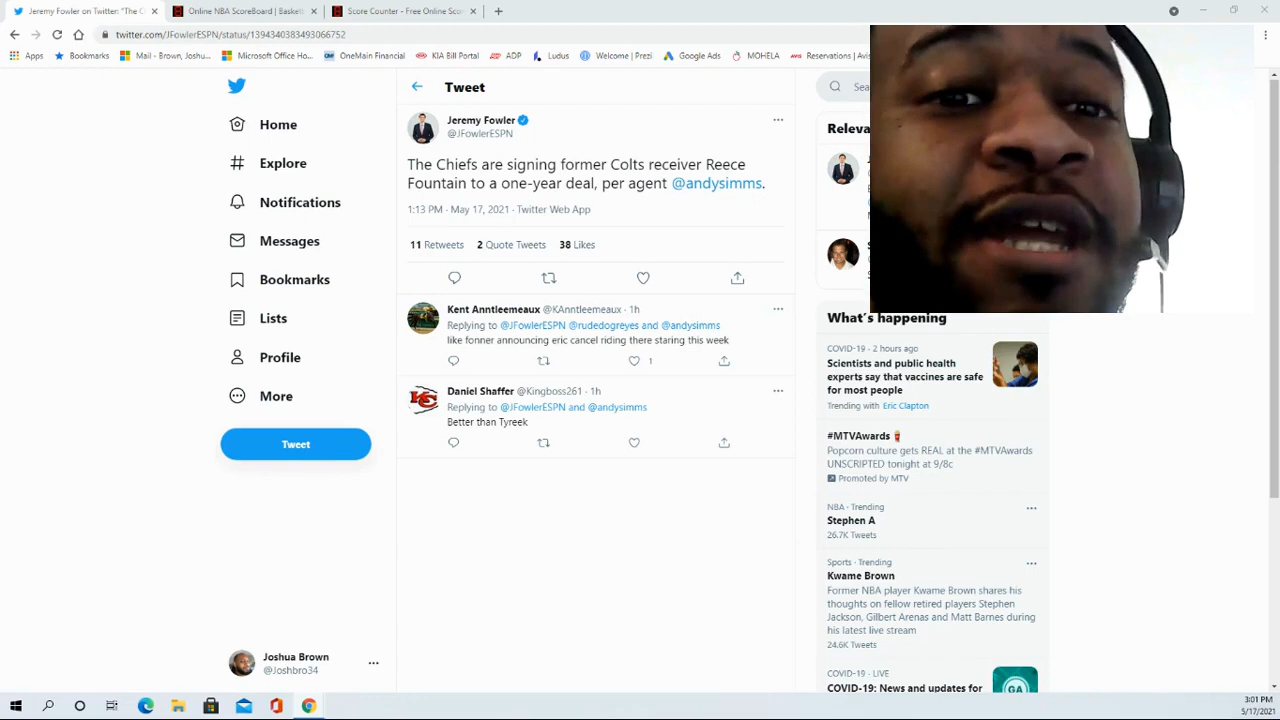 Jeremy Fowler on Twitter: "The C
Online NBA ScoreBoard | Basket
Score Counter - Free Online Sco
twitter.com/JFowlerESPN/status/1394340383493066752
Apps
Bookmarks
Mail - Brown, Joshu...
Microsoft Office Ho...
OneMain Financial
KIA Bill Portal
ADP
Ludus
Welcome | Prezi
Google Ads
MOHELA
Reservations | Avis
Home
Explore
Notifications
Messages
Bookmarks
Lists
Profile
More
Tweet
Joshua Brown
@Joshbro34
Tweet
Jeremy Fowler
@JFowlerESPN
The Chiefs are signing former Colts receiver Reece
Fountain to a one-year deal, per agent @andysimms.
1:13 PM · May 17, 2021 · Twitter Web App
11 Retweets 2 Quote Tweets 38 Likes
Kent Anntleemeaux @KAnntleemeaux · 1h
Replying to @JFowlerESPN @rudedogreyes and @andysimms
like fonner announcing eric cancel riding there staring this week
1
Daniel Shaffer @Kingboss261 · 1h
Replying to @JFowlerESPN and @andysimms
Better than Tyreek
Sea
Releva
What's happening
COVID-19 · 2 hours ago
Scientists and public health
experts say that vaccines are safe
for most people
Trending with Eric Clapton
#MTVAwards
Popcorn culture gets REAL at the #MTVAwards
UNSCRIPTED tonight at 9/8c
Promoted by MTV
NBA · Trending
Stephen A
26.7K Tweets
Sports · Trending
Kwame Brown
Former NBA player Kwame Brown shares his
thoughts on fellow retired players Stephen
Jackson, Gilbert Arenas and Matt Barnes during
his latest live stream
24.6K Tweets
COVID-19 · LIVE
COVID-19: News and updates for
GA
3:01 PM
5/17/2021